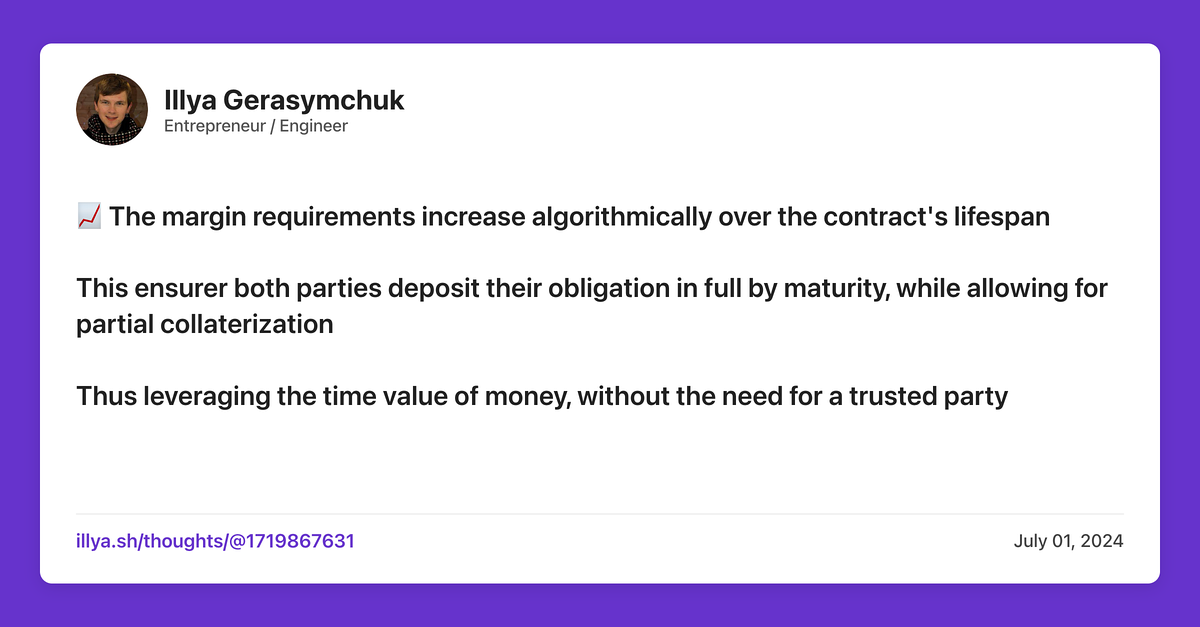 Illya Gerasymchuk
Entrepreneur / Engineer
📈 The margin requirements increase algorithmically over the contract's lifespan
This ensurer both parties deposit their obligation in full by maturity, while allowing for
partial collaterization
Thus leveraging the time value of money, without the need for a trusted party
illya.sh/thoughts/@1719867631
July 01, 2024